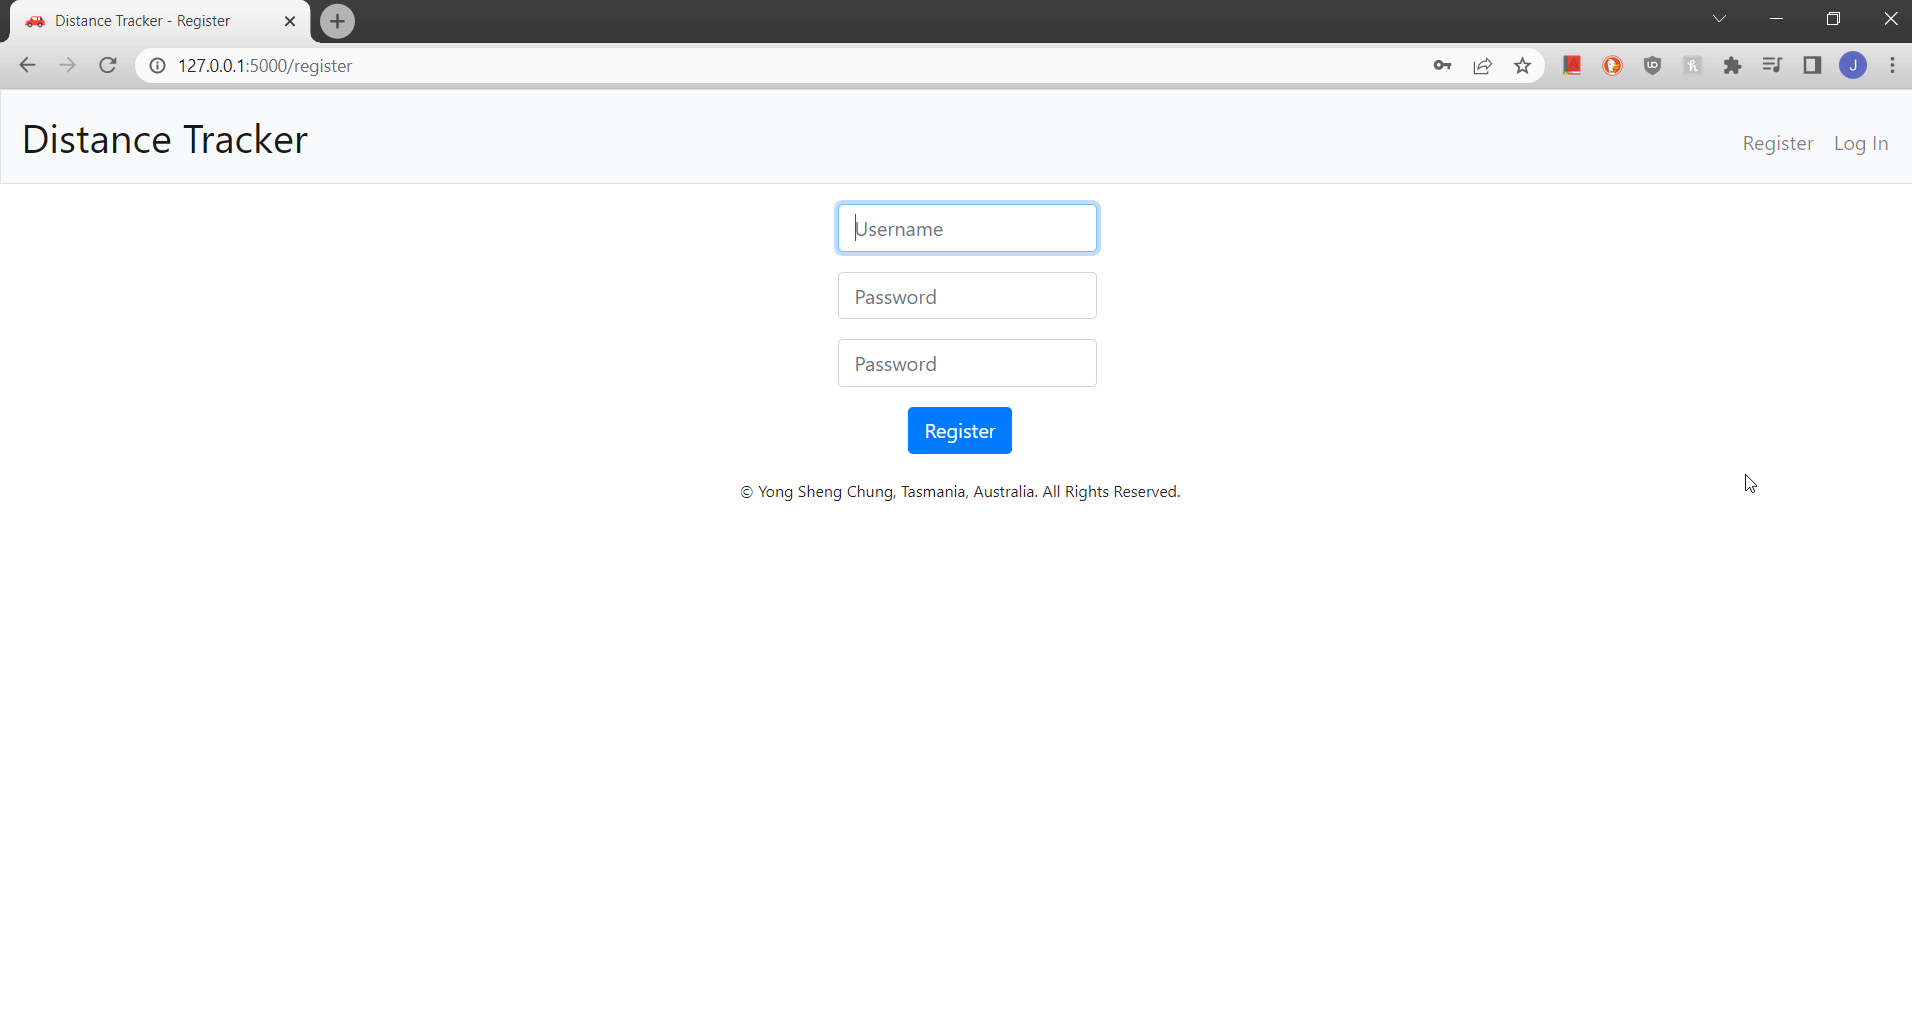 Distance Tracker - Register
127.0.0.1:5000/register
J
Distance Tracker
Register Log In
Username
Password
Password
Register
© Yong Sheng Chung, Tasmania, Australia. All Rights Reserved.